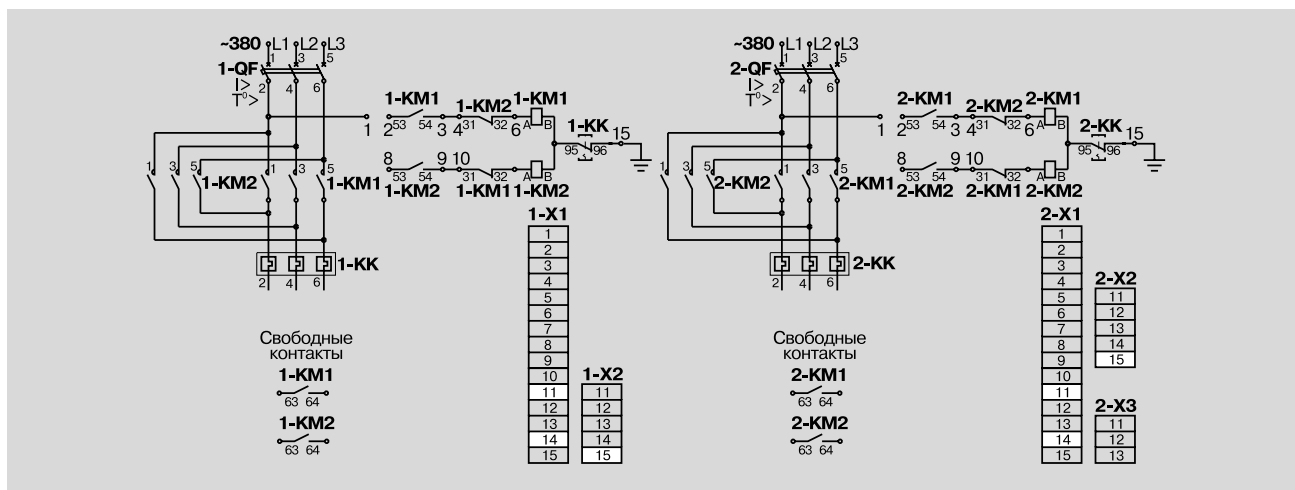 ~380 L1 L2 L3
1 3 5
1-QF
I>
T⁰>
2 4 6
1-KM1 1-KM2 1-KM1
1 2 53 54 3 4 31 32 6 A B
1-KK 15
95 96
8 9 10
53 54 31 32 A B
1-KM2 1-KM1 1-KM2
1 3 5 1-KM2 1 3 5 1-KM1
1-KK
2 4 6
Свободные
контакты
1-KM1
63 64
1-KM2
63 64
1-X1
1
2
3
4
5
6
7
8
9
10
11
12
13
14
15
1-X2
11
12
13
14
15
~380 L1 L2 L3
1 3 5
2-QF
I>
T⁰>
2 4 6
2-KM1 2-KM2 2-KM1
1 2 53 54 3 4 31 32 6 A B
2-KK 15
95 96
8 9 10
53 54 31 32 A B
2-KM2 2-KM1 2-KM2
1 3 5 2-KM2 1 3 5 2-KM1
2-KK
2 4 6
Свободные
контакты
2-KM1
63 64
2-KM2
63 64
2-X1
1
2
3
4
5
6
7
8
9
10
11
12
13
14
15
2-X2
11
12
13
14
15
2-X3
11
12
13